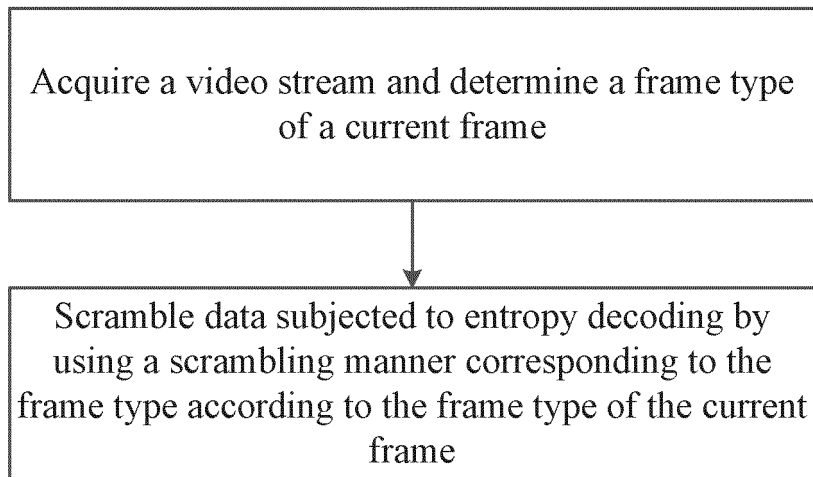 Acquire a video stream and determine a frame type
of a current frame
Scramble data subjected to entropy decoding by
using a scrambling manner corresponding to the
frame type according to the frame type of the current
frame